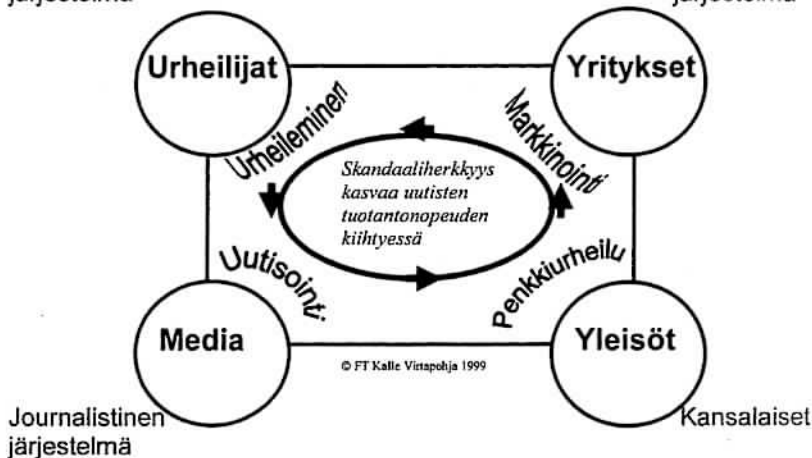 järjestelmä
järjestelmä
Urheilijat
Yritykset
Urheileminen
Markkinointi
Skandaaliherkkyys
kasvaa uutisten
tuotantonopeuden
kiihtyessä
Uutisointi
Penkkiurheilu
Media
Yleisöt
© FT Kalle Virtapohja 1999
Journalistinen
järjestelmä
Kansalaiset